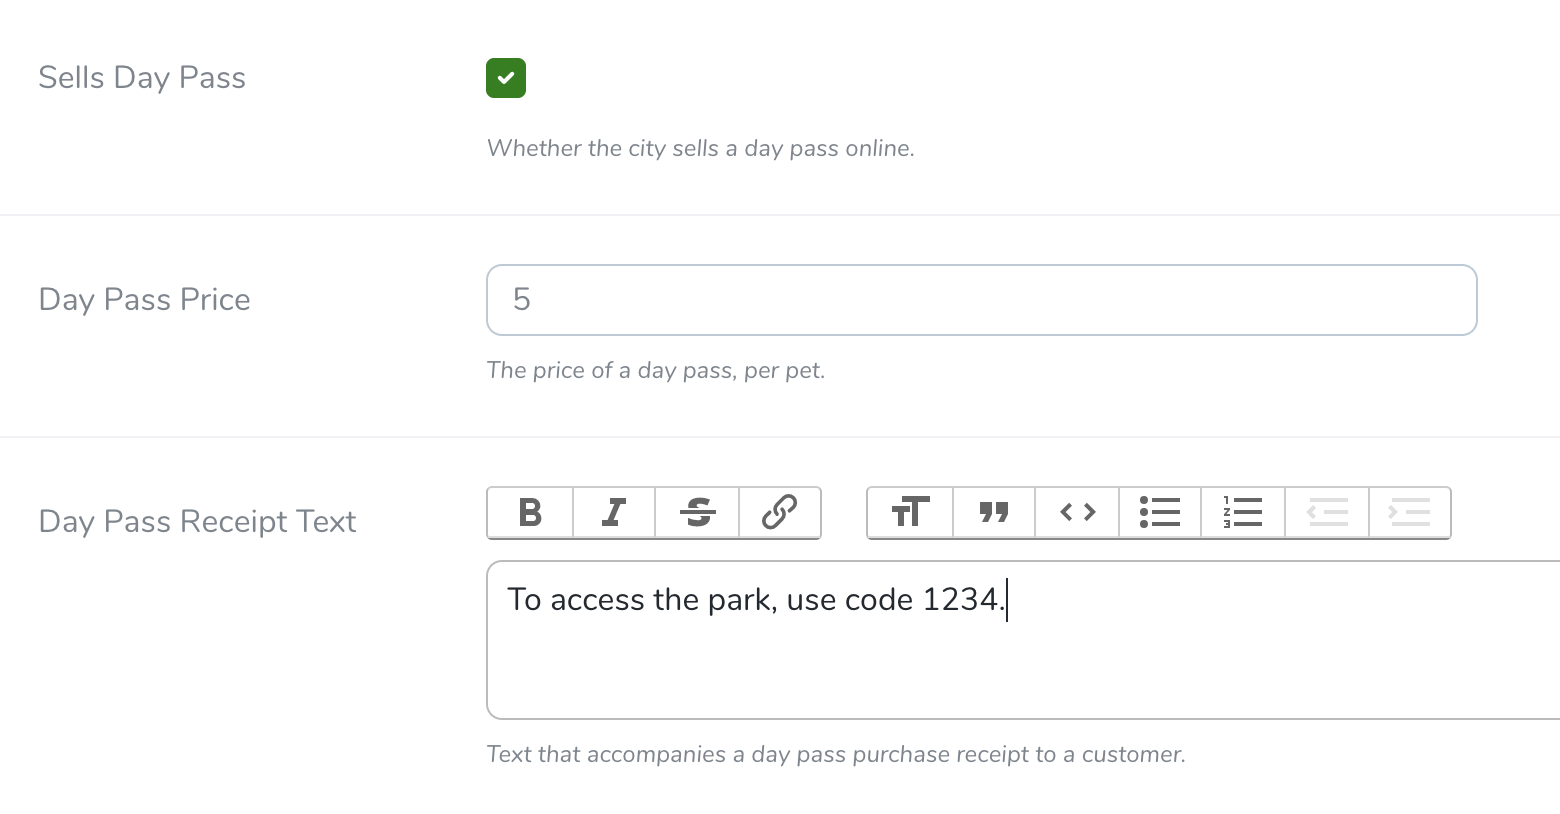 Sells Day Pass
Whether the city sells a day pass online.
Day Pass Price
5
The price of a day pass, per pet.
Day Pass Receipt Text
To access the park, use code 1234.
Text that accompanies a day pass purchase receipt to a customer.